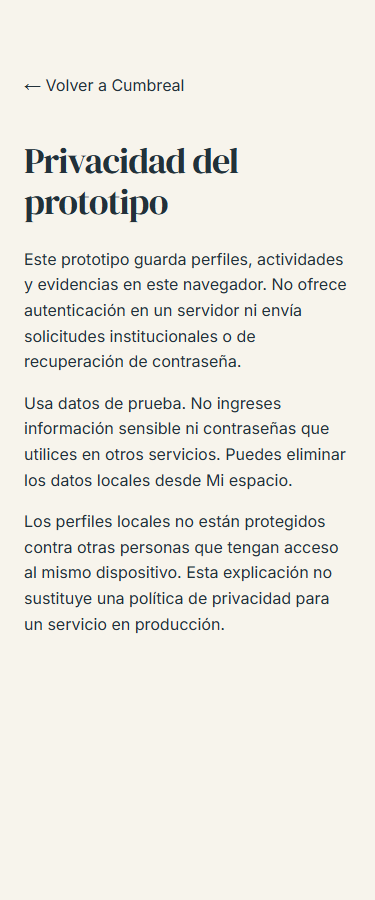 ← Volver a Cumbreal
Privacidad del
prototipo
Este prototipo guarda perfiles, actividades
y evidencias en este navegador. No ofrece
autenticación en un servidor ni envía
solicitudes institucionales o de
recuperación de contraseña.
Usa datos de prueba. No ingreses
información sensible ni contraseñas que
utilices en otros servicios. Puedes eliminar
los datos locales desde Mi espacio.
Los perfiles locales no están protegidos
contra otras personas que tengan acceso
al mismo dispositivo. Esta explicación no
sustituye una política de privacidad para
un servicio en producción.